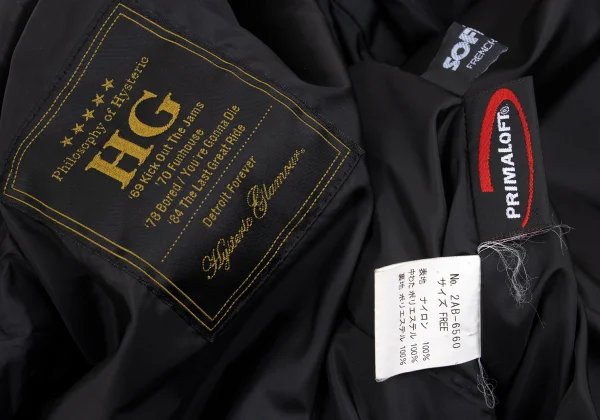 ★★★★★
Philosophy of Hysteric
HG
'69 Kick Out The Jams
'70 Funhouse
'78 Bored / You're Gonna Die
'84 The Last Great Ride
Detroit Forever
Hysteric Glamour
PRIMALOFT®
No. 2AB-6560
サイズ FREE
表地 ナイロン 100%
中わた ポリエステル 100%
裏地 ポリエステル 100%